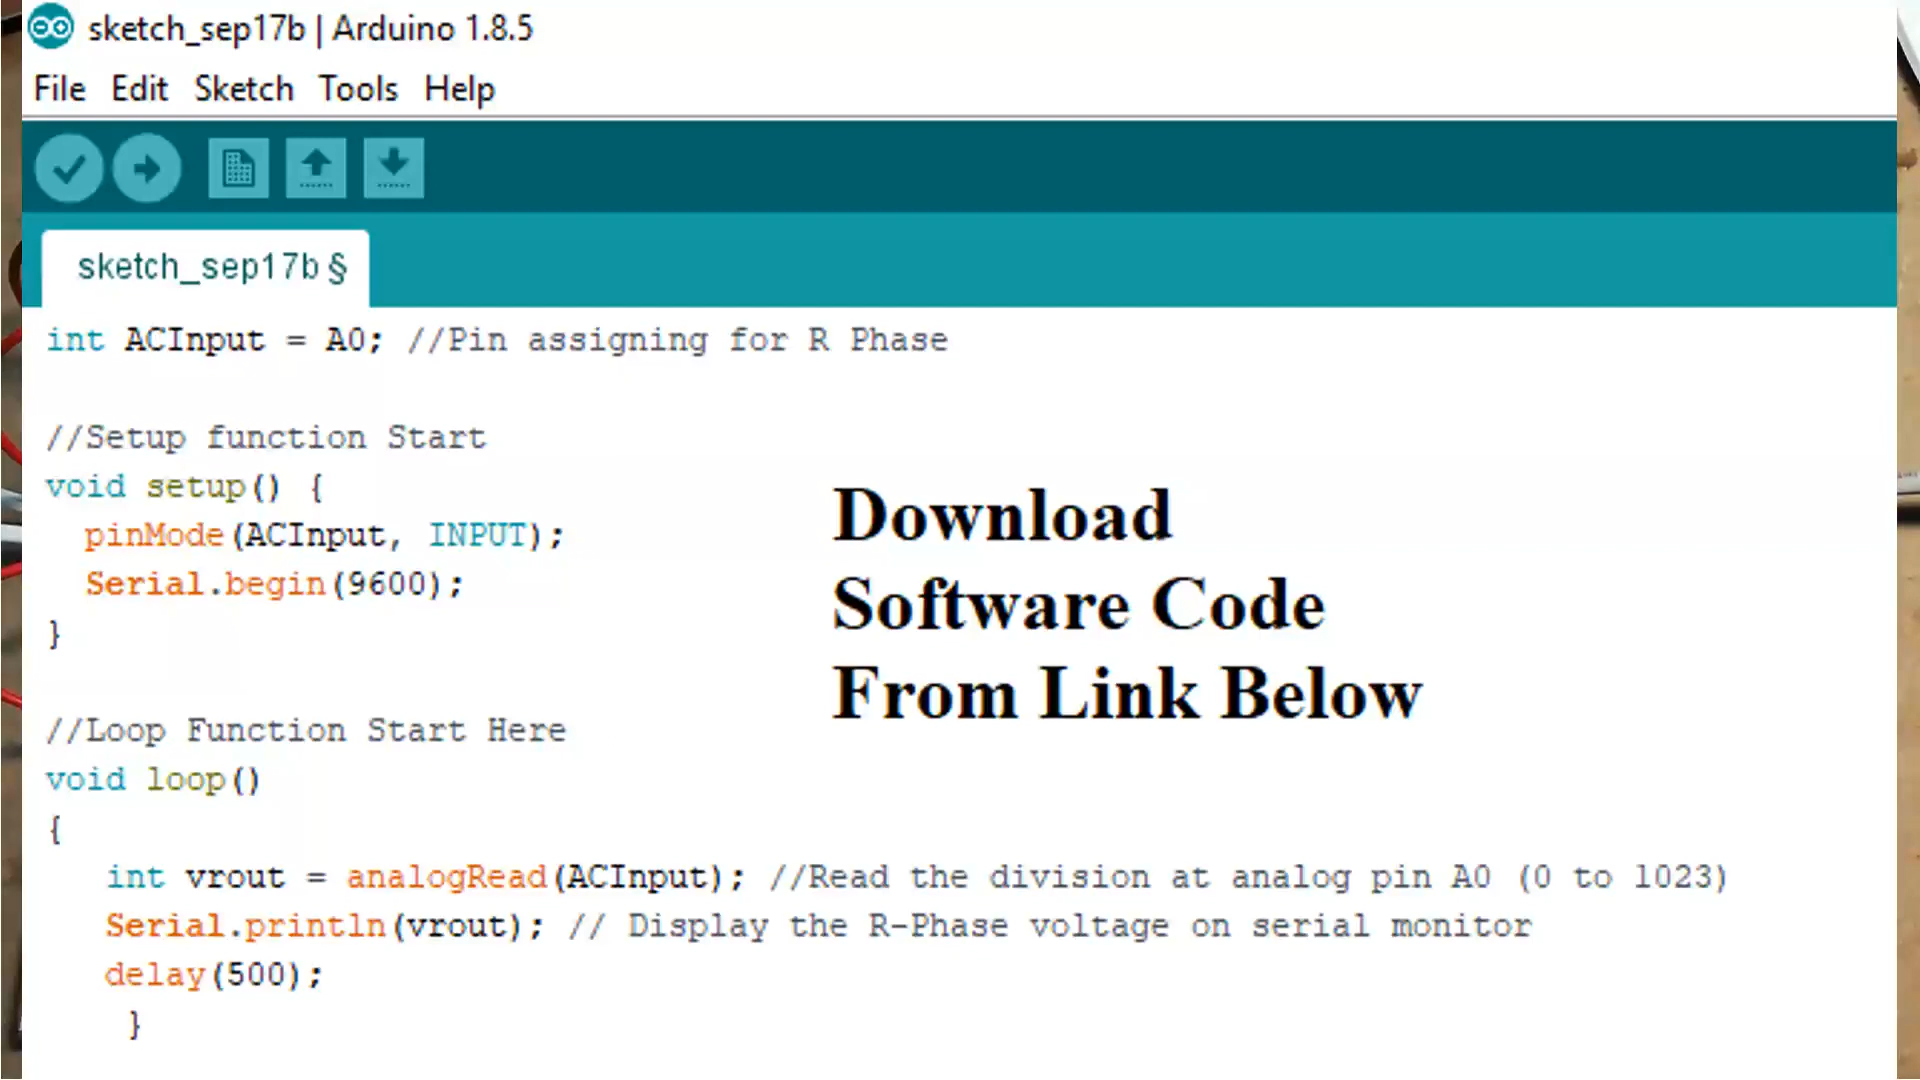 sketch_sep17b | Arduino 1.8.5
File Edit Sketch Tools Help
sketch_sep17b §
int ACInput = A0; //Pin assigning for R Phase
//Setup function Start
void setup() {
pinMode(ACInput, INPUT);
Serial.begin(9600);
}
Download
Software Code
From Link Below
//Loop Function Start Here
void loop()
{
int vrout = analogRead(ACInput); //Read the division at analog pin A0 (0 to 1023)
Serial.println(vrout); // Display the R-Phase voltage on serial monitor
delay(500);
}